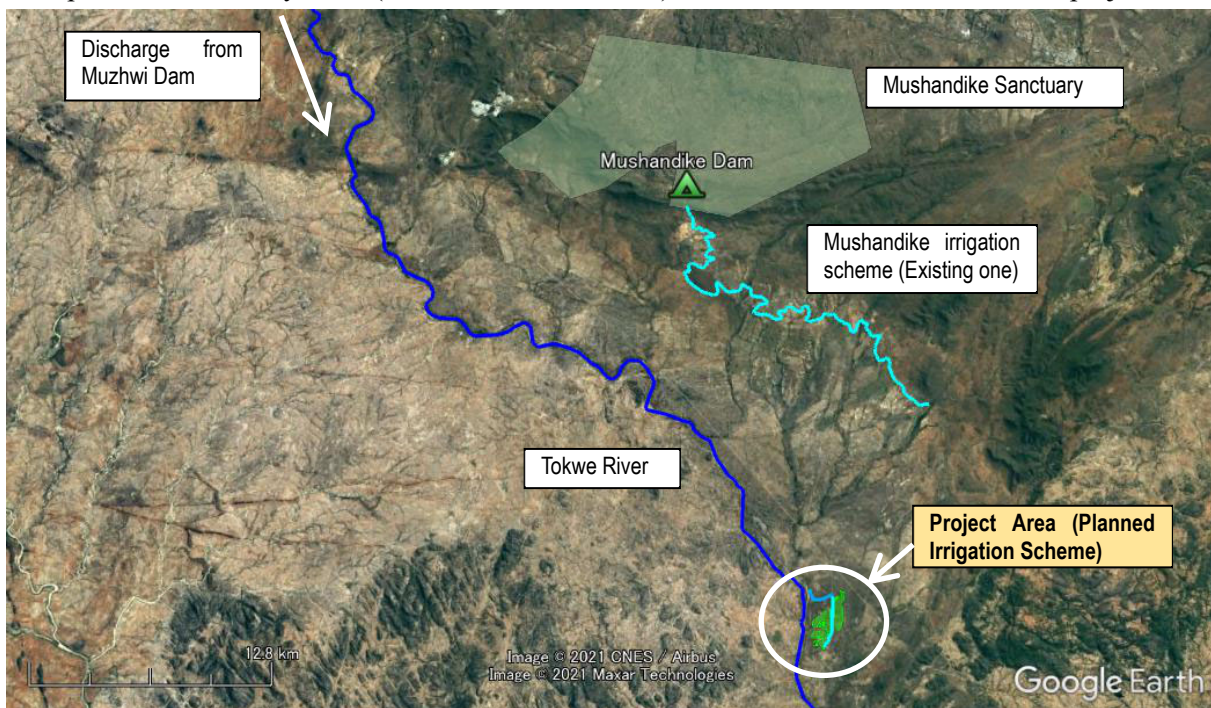 Discharge from
Muzhwi Dam
Mushandike Sanctuary
Mushandike Dam
Mushandike irrigation
scheme (Existing one)
Tokwe River
Project Area (Planned
Irrigation Scheme)
12.8 km
Image © 2021 CNES / Airbus
Image © 2021 Maxar Technologies
Google Earth